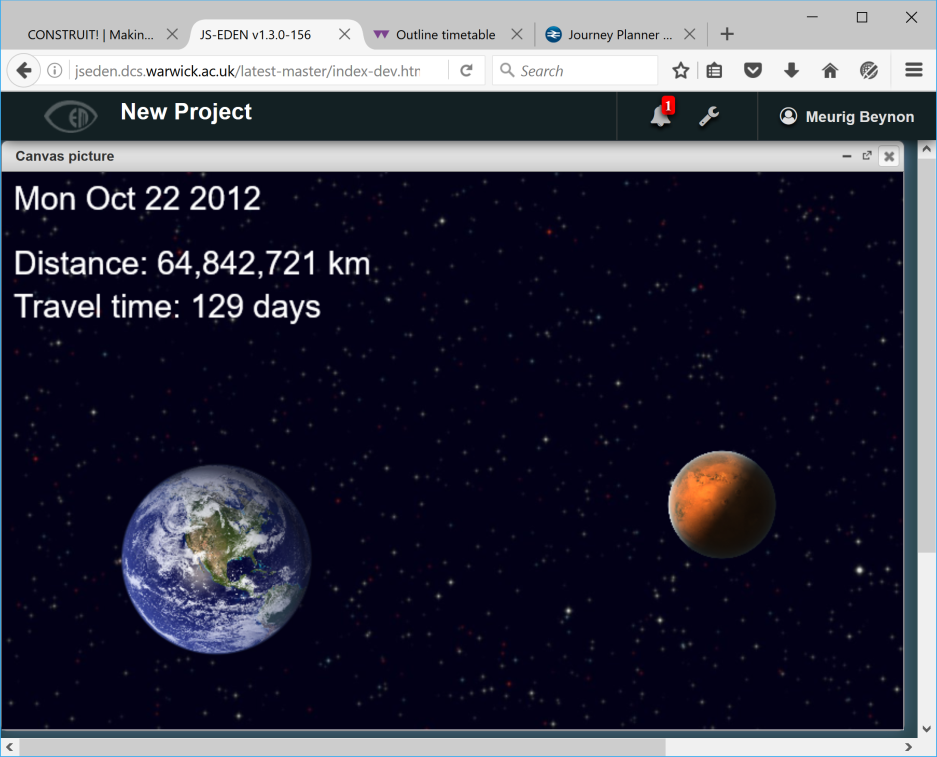 CONSTRUIT! | Makin...
JS-EDEN v1.3.0-156
Outline timetable
Journey Planner ...
jseden.dcs.warwick.ac.uk/latest-master/index-dev.htr
Search
EM
New Project
1
Meurig Beynon
Canvas picture
Mon Oct 22 2012
Distance: 64,842,721 km
Travel time: 129 days